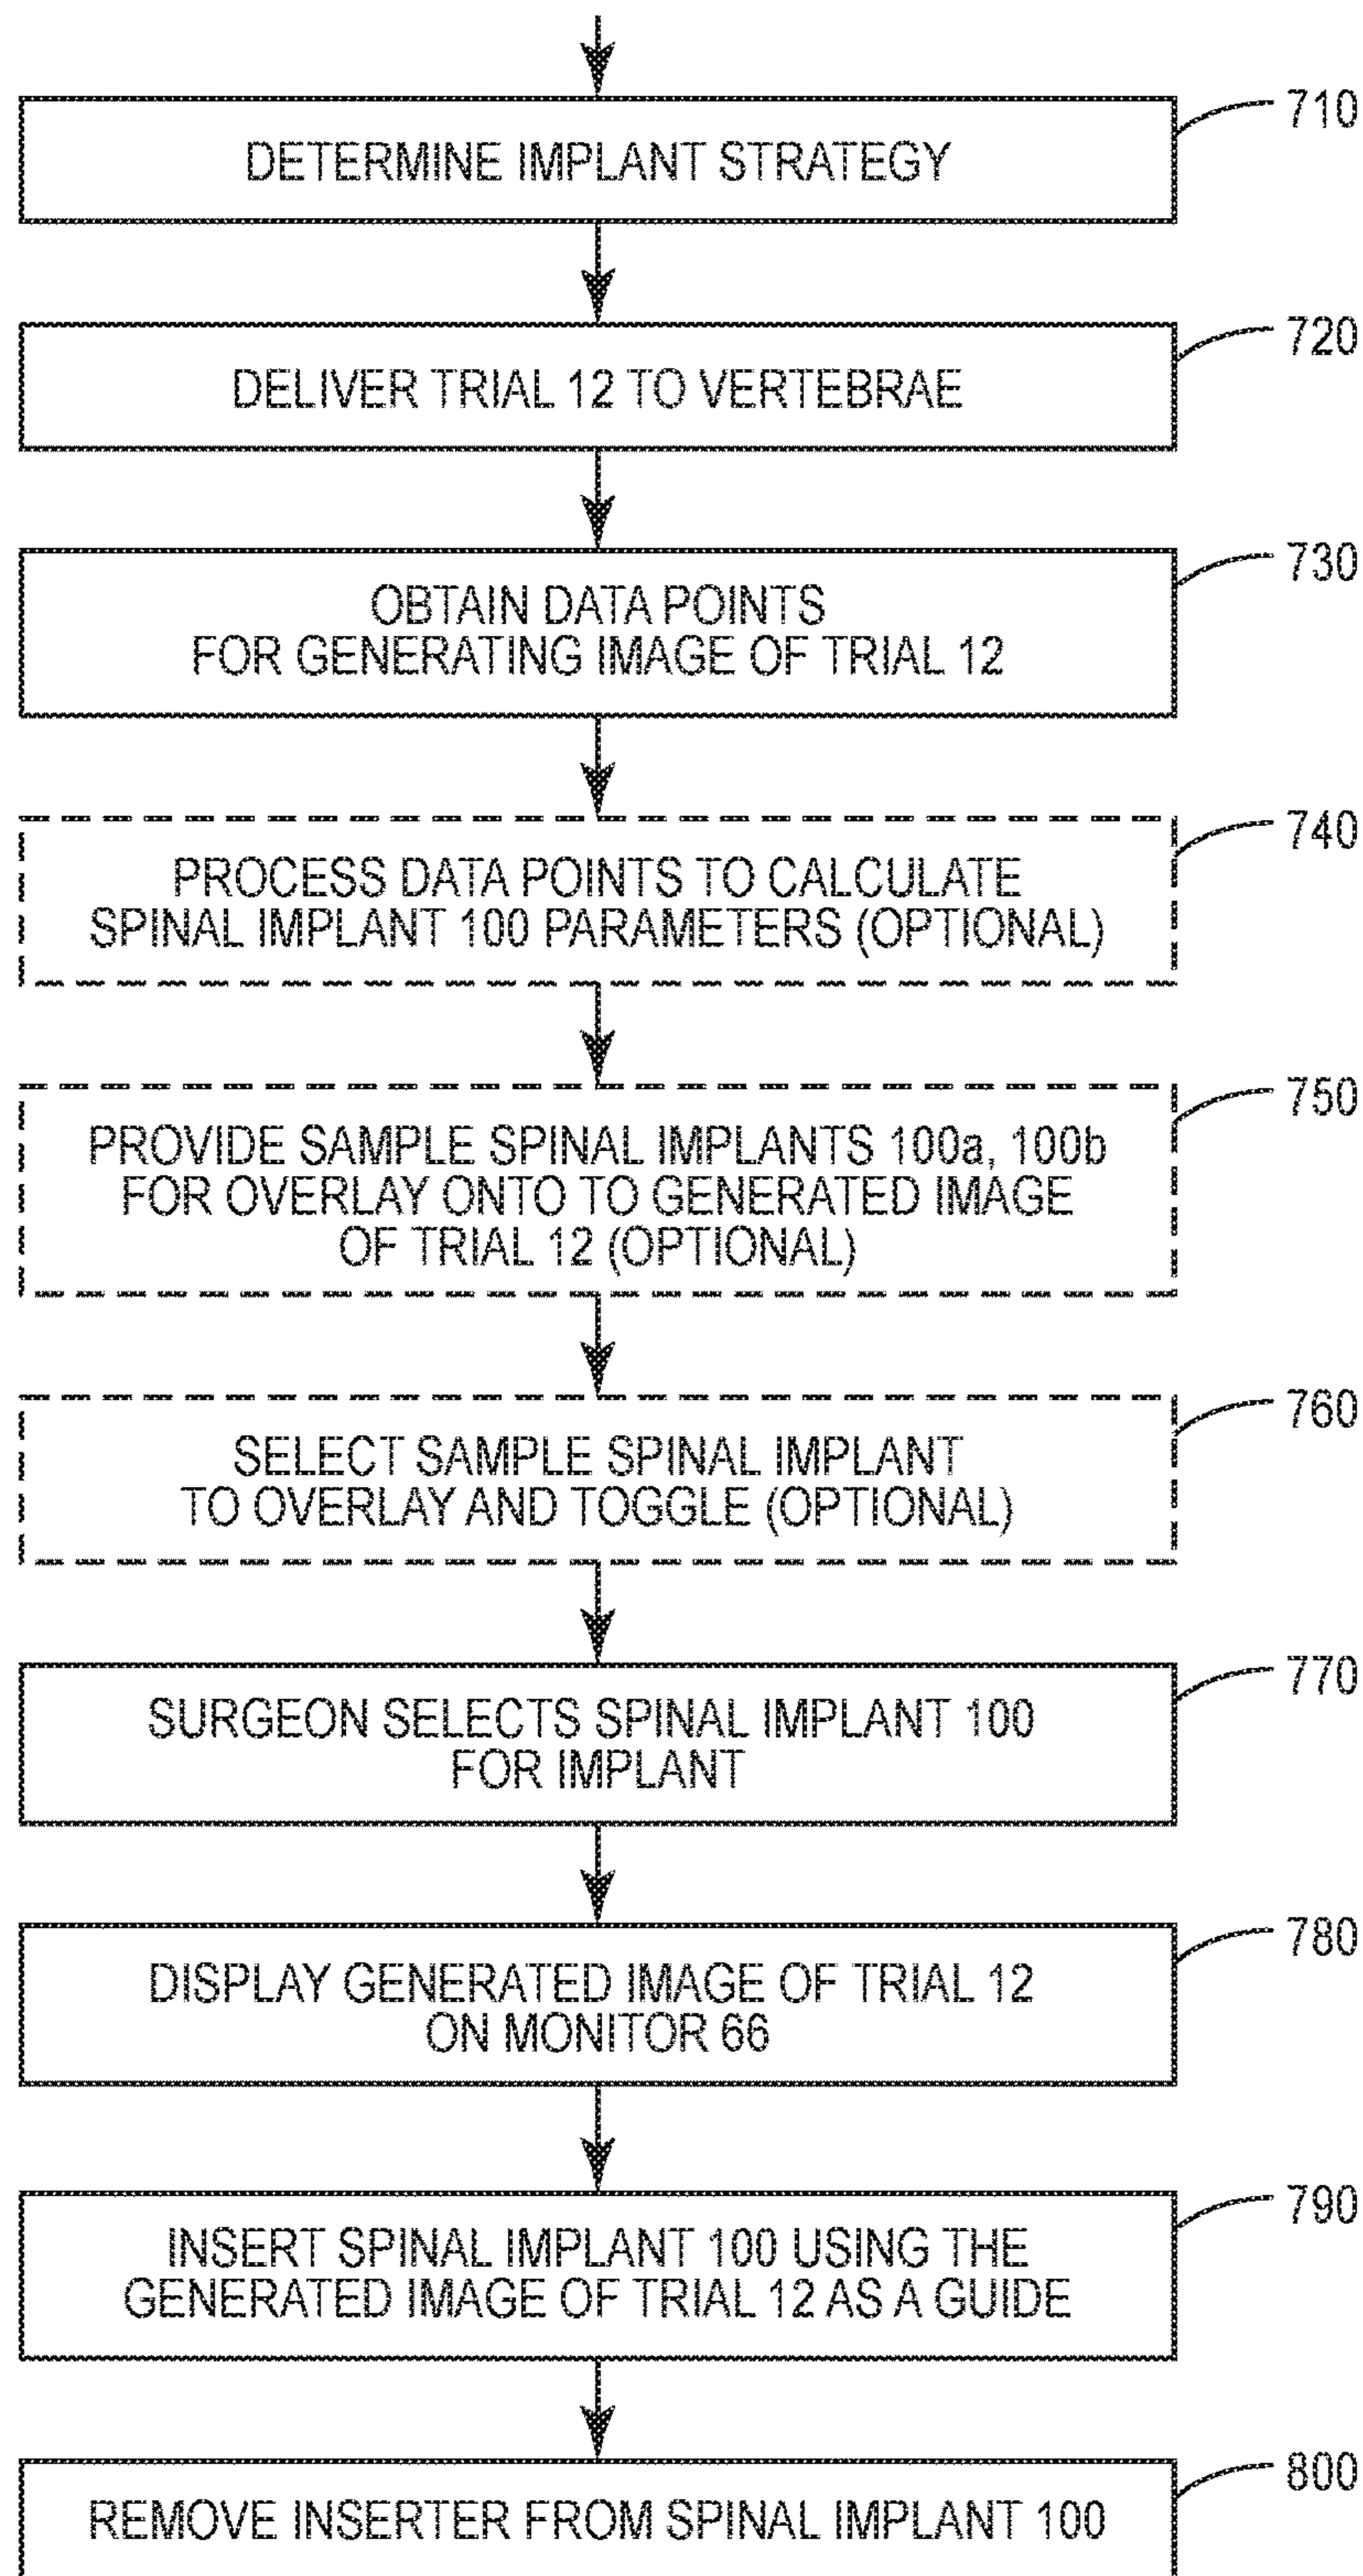 710
DETERMINE IMPLANT STRATEGY
720
DELIVER TRIAL 12 TO VERTEBRAE
730
OBTAIN DATA POINTS
FOR GENERATING IMAGE OF TRIAL 12
740
PROCESS DATA POINTS TO CALCULATE
SPINAL IMPLANT 100 PARAMETERS (OPTIONAL)
750
PROVIDE SAMPLE SPINAL IMPLANTS 100a, 100b
FOR OVERLAY ONTO TO GENERATED IMAGE
OF TRIAL 12 (OPTIONAL)
760
SELECT SAMPLE SPINAL IMPLANT
TO OVERLAY AND TOGGLE (OPTIONAL)
770
SURGEON SELECTS SPINAL IMPLANT 100
FOR IMPLANT
780
DISPLAY GENERATED IMAGE OF TRIAL 12
ON MONITOR 66
790
INSERT SPINAL IMPLANT 100 USING THE
GENERATED IMAGE OF TRIAL 12 AS A GUIDE
800
REMOVE INSERTER FROM SPINAL IMPLANT 100